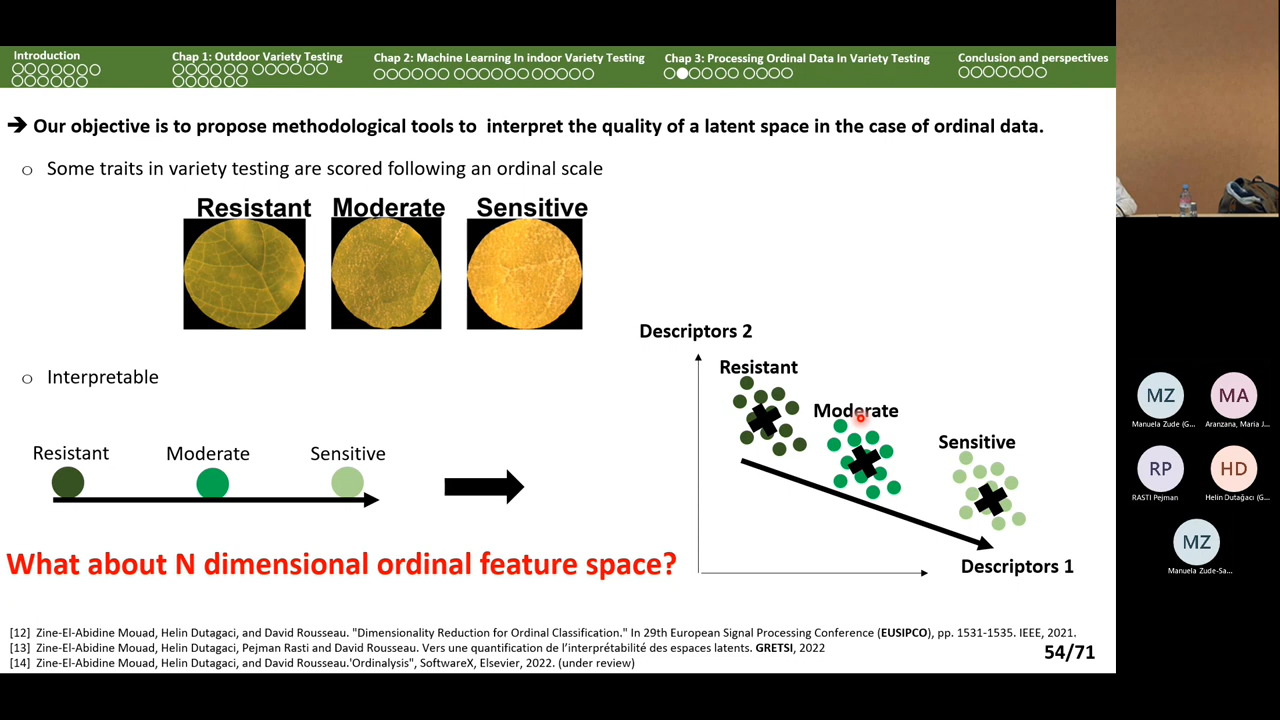 Introduction
Chap 1: Outdoor Variety Testing
Chap 2: Machine Learning In indoor Variety Testing
Chap 3: Processing Ordinal Data In Variety Testing
Conclusion and perspectives
➔ Our objective is to propose methodological tools to interpret the quality of a latent space in the case of ordinal data.
o Some traits in variety testing are scored following an ordinal scale
Resistant Moderate Sensitive
o Interpretable
Resistant Moderate Sensitive
Descriptors 2
Resistant
Moderate
Sensitive
Descriptors 1
What about N dimensional ordinal feature space?
[12] Zine-El-Abidine Mouad, Helin Dutagaci, and David Rousseau. "Dimensionality Reduction for Ordinal Classification." In 29th European Signal Processing Conference (EUSIPCO), pp. 1531-1535. IEEE, 2021.
[13] Zine-El-Abidine Mouad, Helin Dutagaci, Pejman Rasti and David Rousseau. Vers une quantification de l'interprétabilité des espaces latents. GRETSI, 2022
[14] Zine-El-Abidine Mouad, Helin Dutagaci, and David Rousseau.'Ordinalysis", SoftwareX, Elsevier, 2022. (under review)
54/71
MZ
Manuela Zude (G...
MA
Aranzana, Maria J...
RP
RASTI Pejman
HD
Helin Dutağacı (G...
MZ
Manuela Zude-Sa...